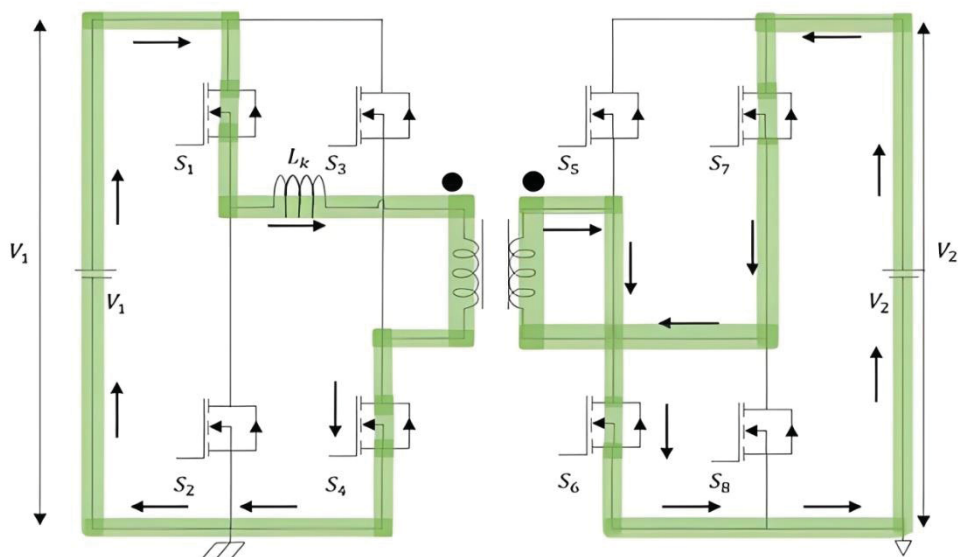 S₁
S₃
S₅
S₇
Lₖ
V₁
V₁
V₂
V₂
S₂
S₄
S₆
S₈